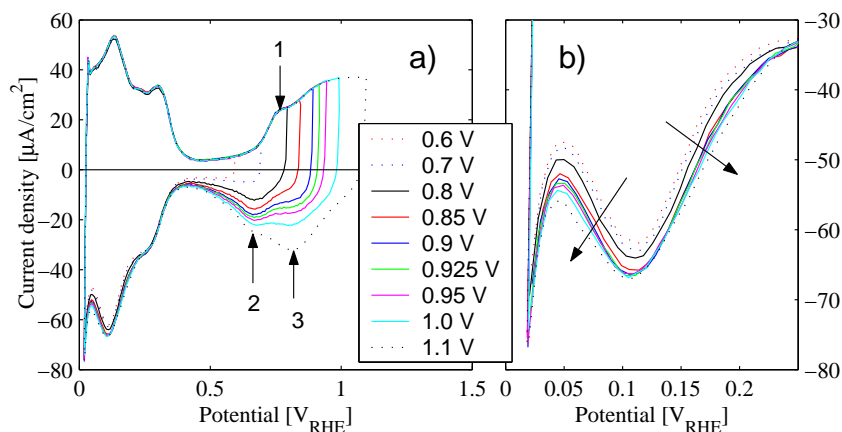 60
40
20
0
−20
−40
−60
−80
0
0.5
1
1.5
Current density [μA/cm²]
Potential [V_RHE]
a)
1
2
3
0.6 V
0.7 V
0.8 V
0.85 V
0.9 V
0.925 V
0.95 V
1.0 V
1.1 V
b)
−30
−40
−50
−60
−70
−80
0
0.05
0.1
0.15
0.2
Potential [V_RHE]